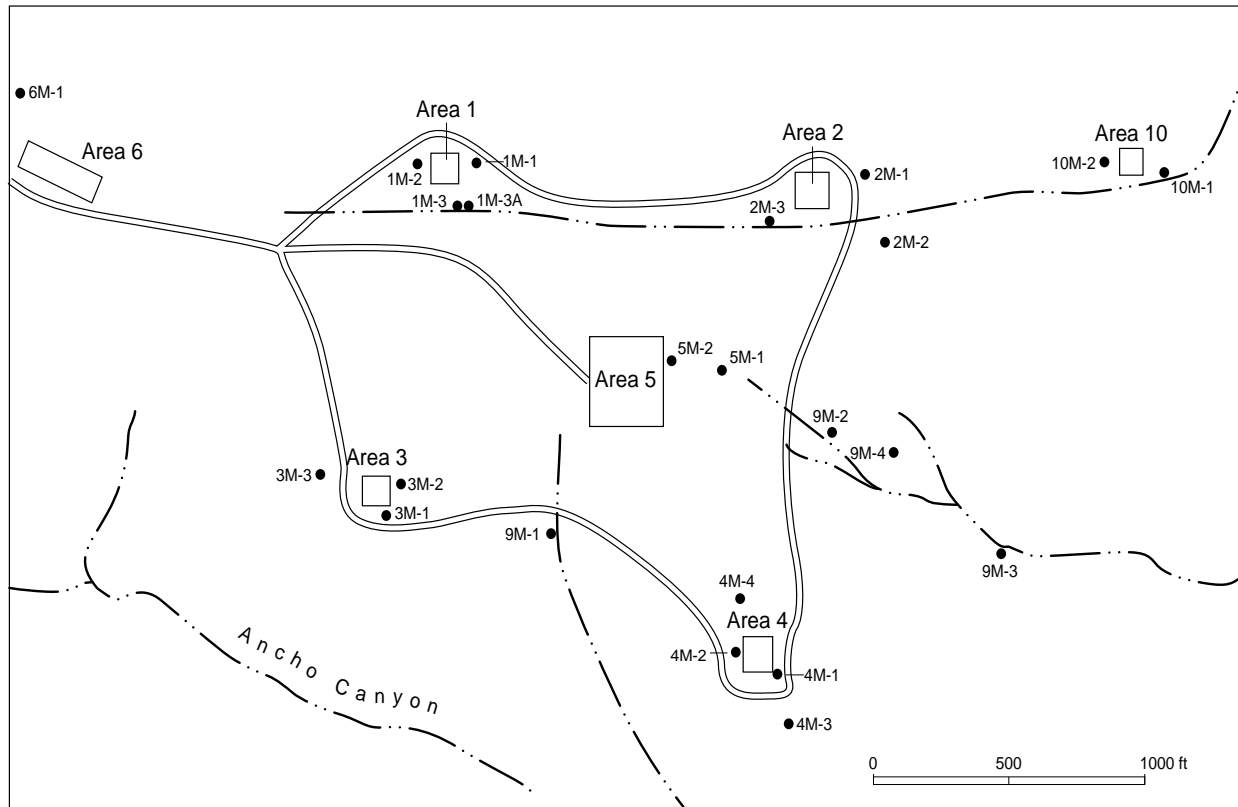 6M-1
Area 1
Area 2
Area 10
Area 6
1M-1
1M-2
10M-2
2M-1
10M-1
1M-3
1M-3A
2M-3
2M-2
5M-2
5M-1
Area 5
9M-2
9M-4
Area 3
3M-3
3M-2
3M-1
9M-1
9M-3
4M-4
Area 4
4M-2
4M-1
Ancho Canyon
4M-3
0 500 1000 ft